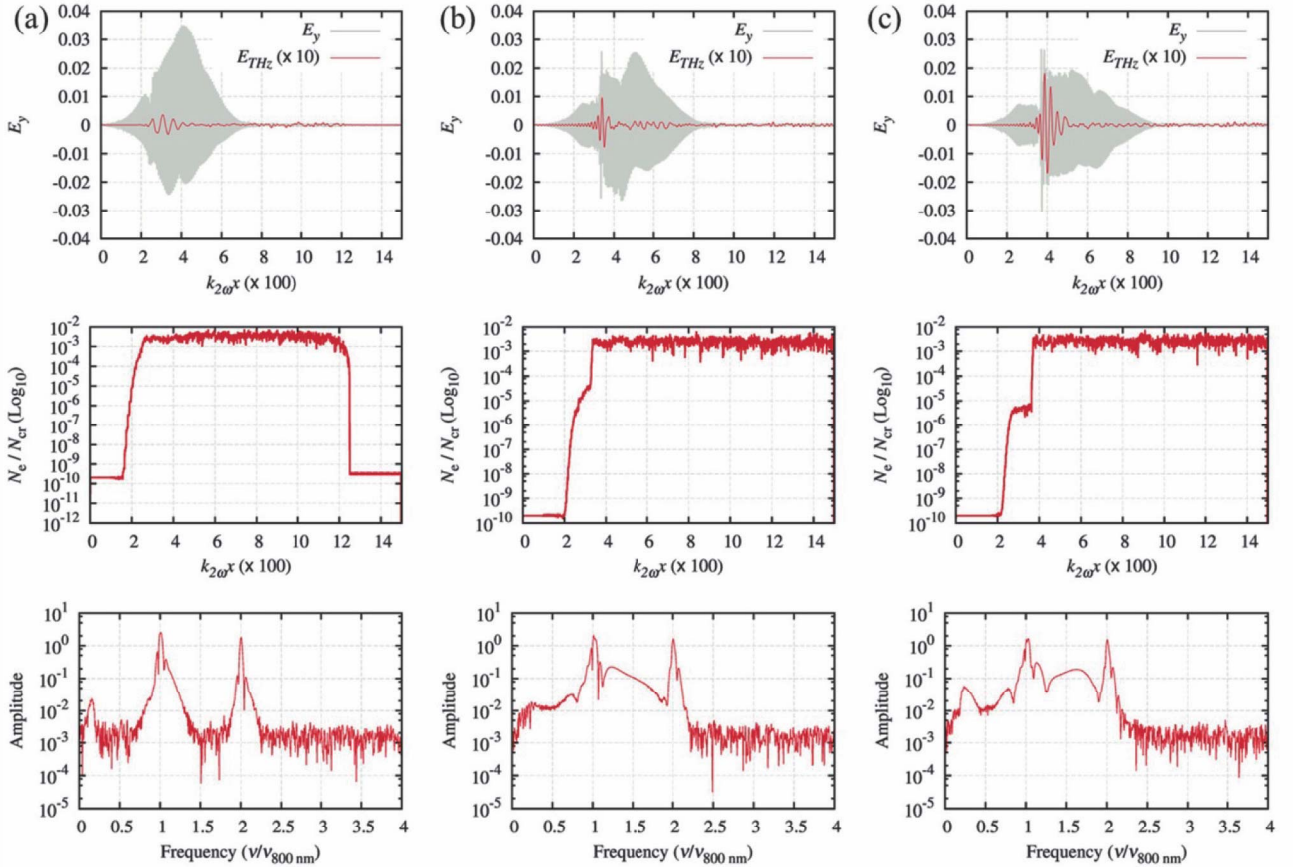 (a)
0.04
0.03
0.02
0.01
0
-0.01
-0.02
-0.03
-0.04
E_y
E_y
E_THz (x 10)
0 2 4 6 8 10 12 14
k_2ω x (x 100)
(b)
0.04
0.03
0.02
0.01
0
-0.01
-0.02
-0.03
-0.04
E_y
E_y
E_THz (x 10)
0 2 4 6 8 10 12 14
k_2ω x (x 100)
(c)
0.04
0.03
0.02
0.01
0
-0.01
-0.02
-0.03
-0.04
E_y
E_y
E_THz (x 10)
0 2 4 6 8 10 12 14
k_2ω x (x 100)
10^-2
10^-3
10^-4
10^-5
10^-6
10^-7
10^-8
10^-9
10^-10
10^-11
10^-12
N_e / N_cr (Log_10)
0 2 4 6 8 10 12 14
k_2ω x (x 100)
10^-2
10^-3
10^-4
10^-5
10^-6
10^-7
10^-8
10^-9
10^-10
N_e / N_cr (Log_10)
0 2 4 6 8 10 12 14
k_2ω x (x 100)
10^-2
10^-3
10^-4
10^-5
10^-6
10^-7
10^-8
10^-9
10^-10
N_e / N_cr (Log_10)
0 2 4 6 8 10 12 14
k_2ω x (x 100)
10^1
10^0
10^-1
10^-2
10^-3
10^-4
10^-5
Amplitude
0 0.5 1 1.5 2 2.5 3 3.5 4
Frequency (ν/ν_800 nm)
10^1
10^0
10^-1
10^-2
10^-3
10^-4
10^-5
Amplitude
0 0.5 1 1.5 2 2.5 3 3.5 4
Frequency (ν/ν_800 nm)
10^1
10^0
10^-1
10^-2
10^-3
10^-4
10^-5
Amplitude
0 0.5 1 1.5 2 2.5 3 3.5 4
Frequency (ν/ν_800 nm)